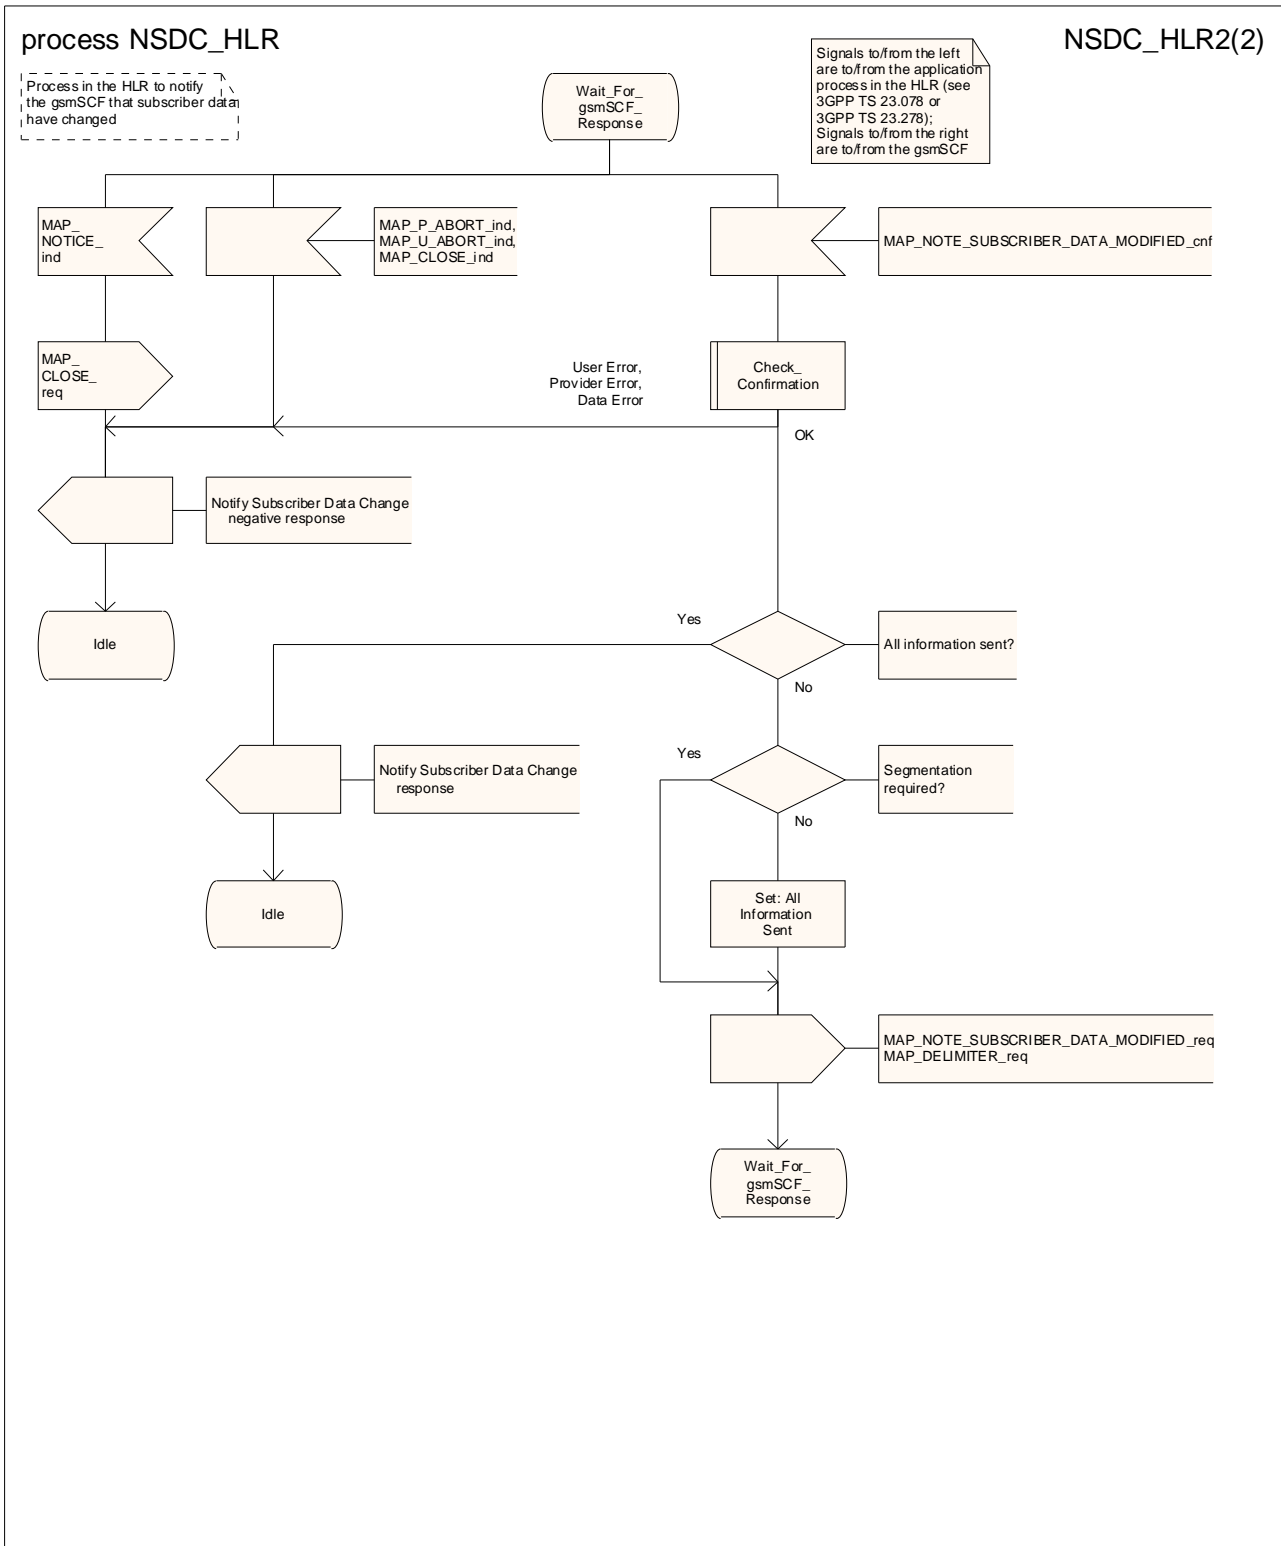 process NSDC_HLR
NSDC_HLR2(2)
Process in the HLR to notify
the gsmSCF that subscriber data
have changed
Wait_For_
gsmSCF_
Response
Signals to/from the left
are to/from the application
process in the HLR (see
3GPP TS 23.078 or
3GPP TS 23.278);
Signals to/from the right
are to/from the gsmSCF
MAP_
NOTICE_
ind
MAP_P_ABORT_ind,
MAP_U_ABORT_ind,
MAP_CLOSE_ind
MAP_NOTE_SUBSCRIBER_DATA_MODIFIED_cnf
MAP_
CLOSE_
req
User Error,
Provider Error,
Data Error
Check_
Confirmation
OK
Notify Subscriber Data Change
negative response
Idle
Yes
All information sent?
No
Notify Subscriber Data Change
response
Yes
Segmentation
required?
No
Idle
Set: All
Information
Sent
MAP_NOTE_SUBSCRIBER_DATA_MODIFIED_req
MAP_DELIMITER_req
Wait_For_
gsmSCF_
Response